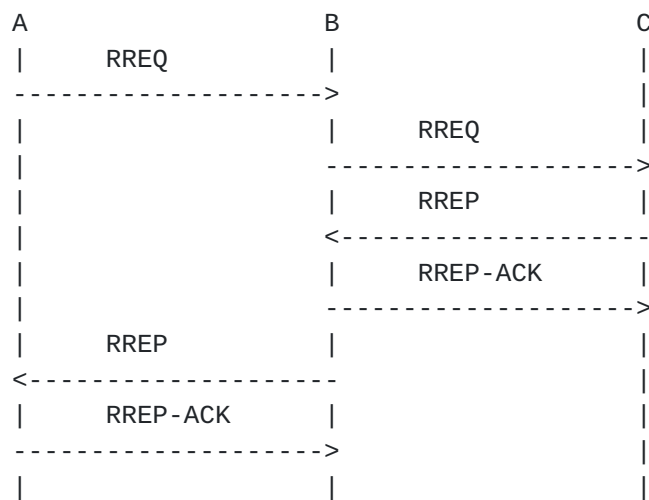 A B C
| RREQ | |
--------------------> |
| | RREQ |
| -------------------->
| | RREP |
| <--------------------
| | RREP-ACK |
| -------------------->
| RREP | |
<-------------------- |
| RREP-ACK | |
--------------------> |
| | |